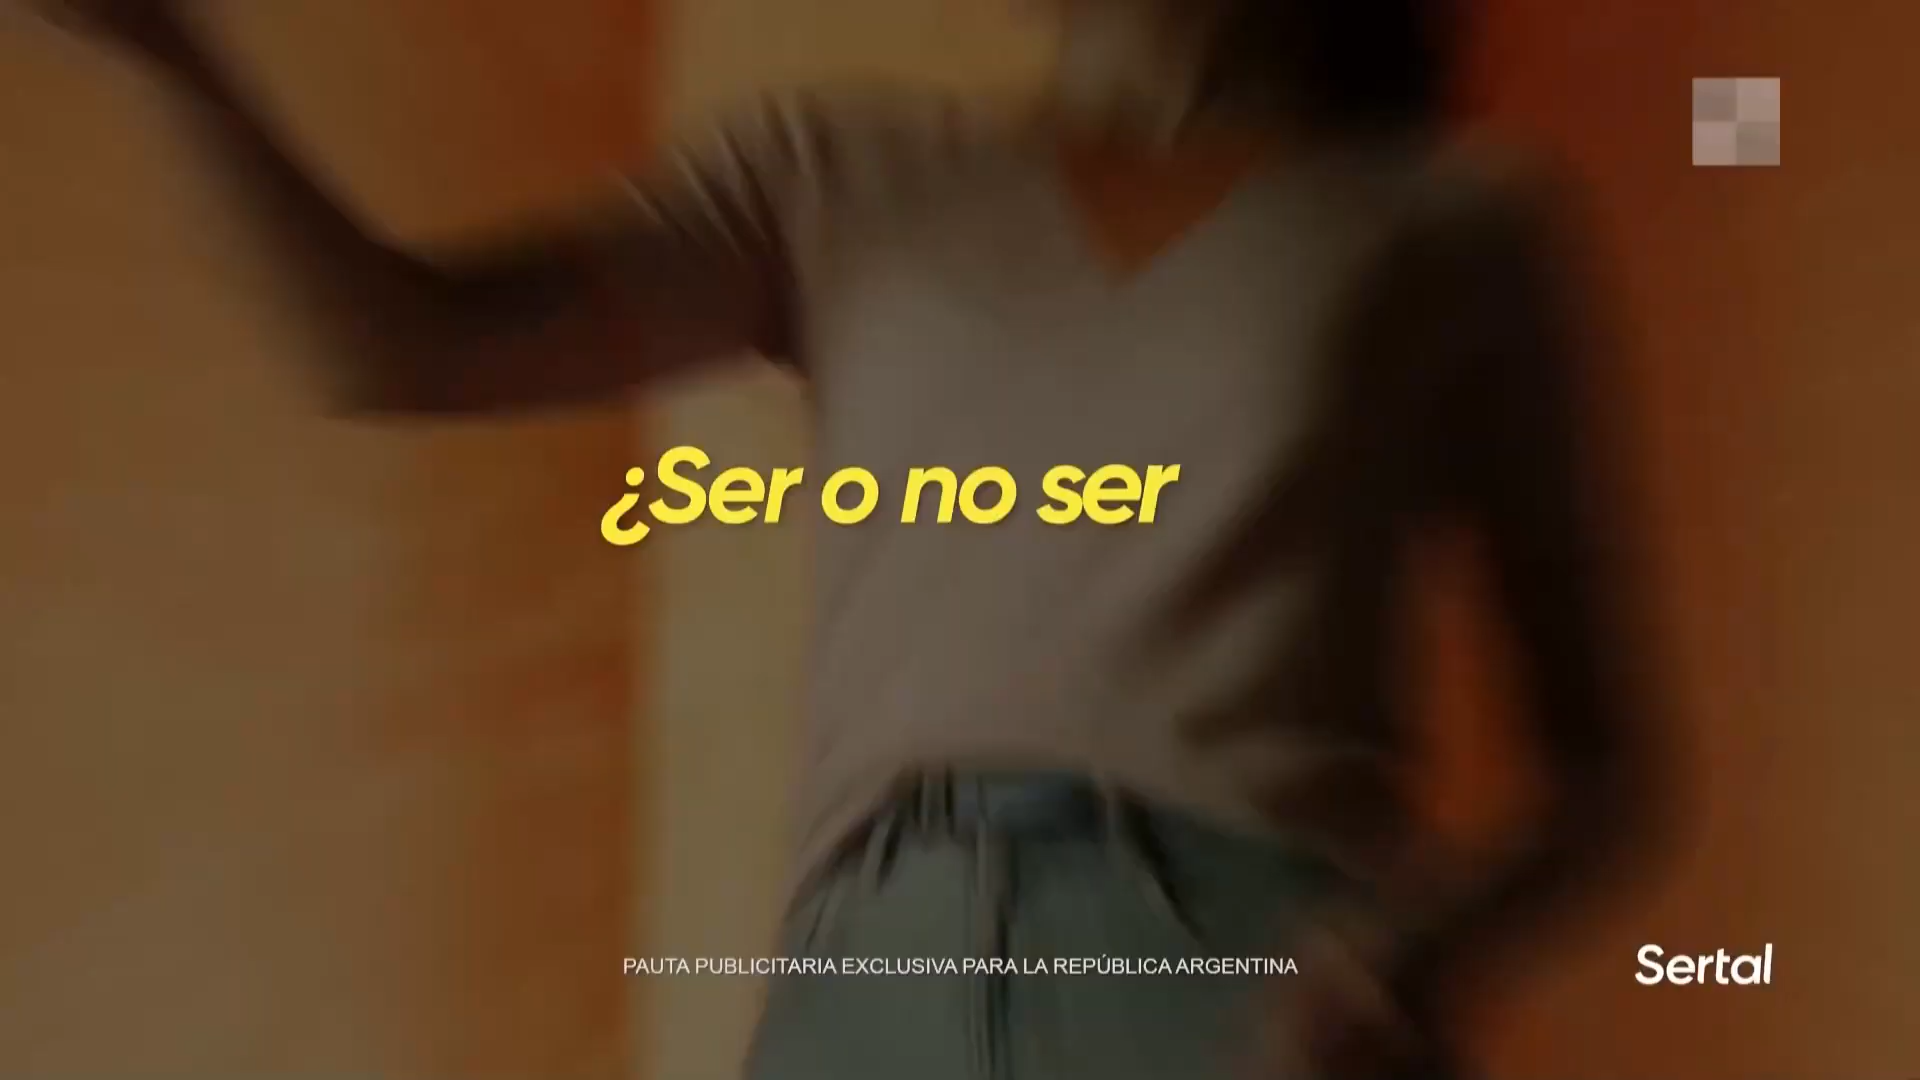 ¿Ser o no ser
PAUTA PUBLICITARIA EXCLUSIVA PARA LA REPÚBLICA ARGENTINA
Sertal